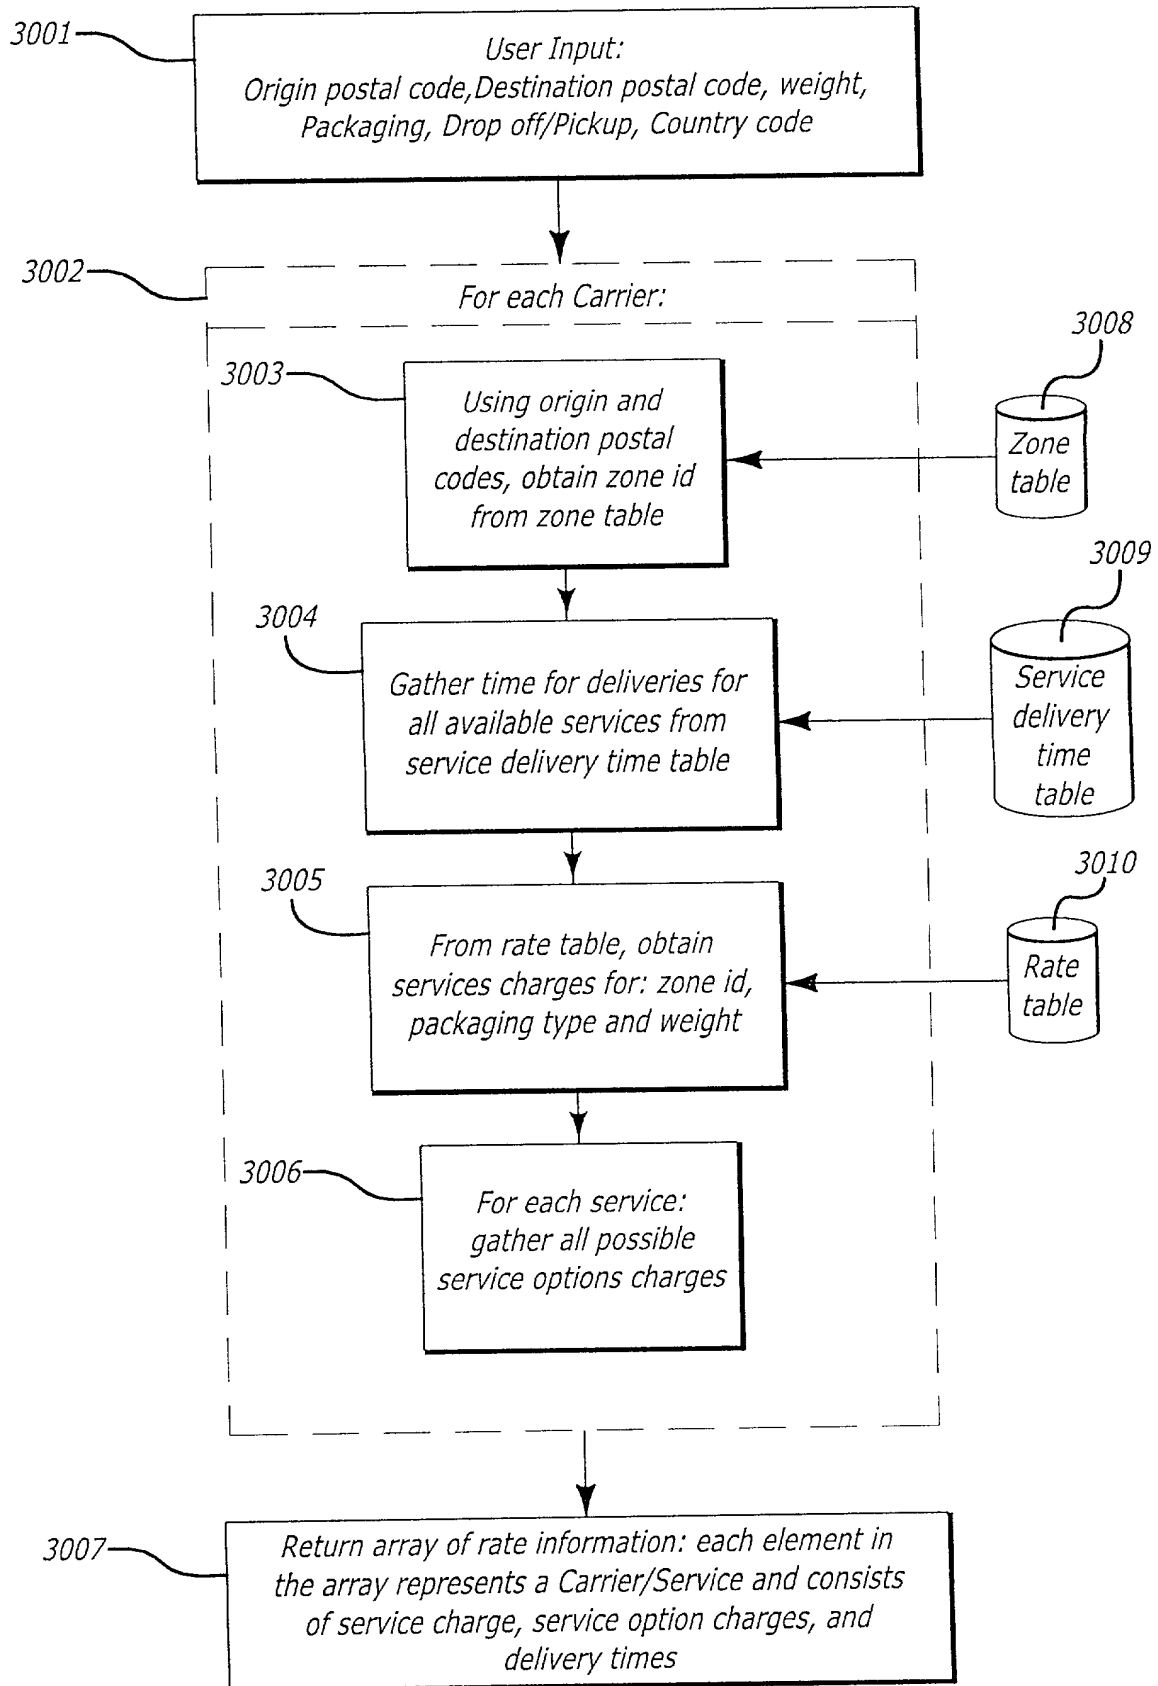 3001
User Input:
Origin postal code,Destination postal code, weight,
Packaging, Drop off/Pickup, Country code
3002
For each Carrier:
3003
Using origin and
destination postal
codes, obtain zone id
from zone table
3008
Zone
table
3004
Gather time for deliveries for
all available services from
service delivery time table
3009
Service
delivery
time
table
3005
From rate table, obtain
services charges for: zone id,
packaging type and weight
3010
Rate
table
3006
For each service:
gather all possible
service options charges
3007
Return array of rate information: each element in
the array represents a Carrier/Service and consists
of service charge, service option charges, and
delivery times